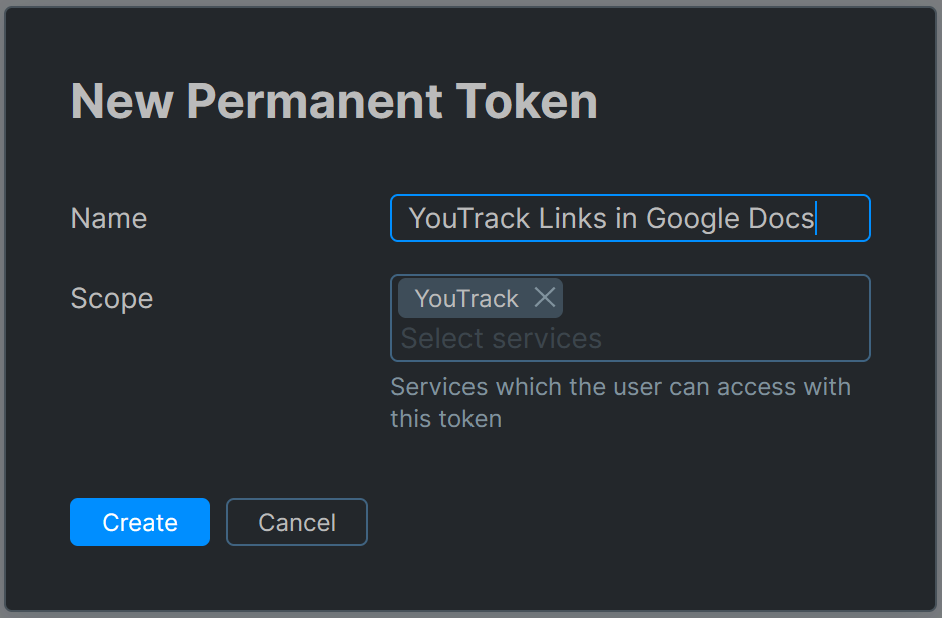 New Permanent Token
Name
YouTrack Links in Google Docs
Scope
YouTrack
Select services
Services which the user can access with
this token
Create
Cancel